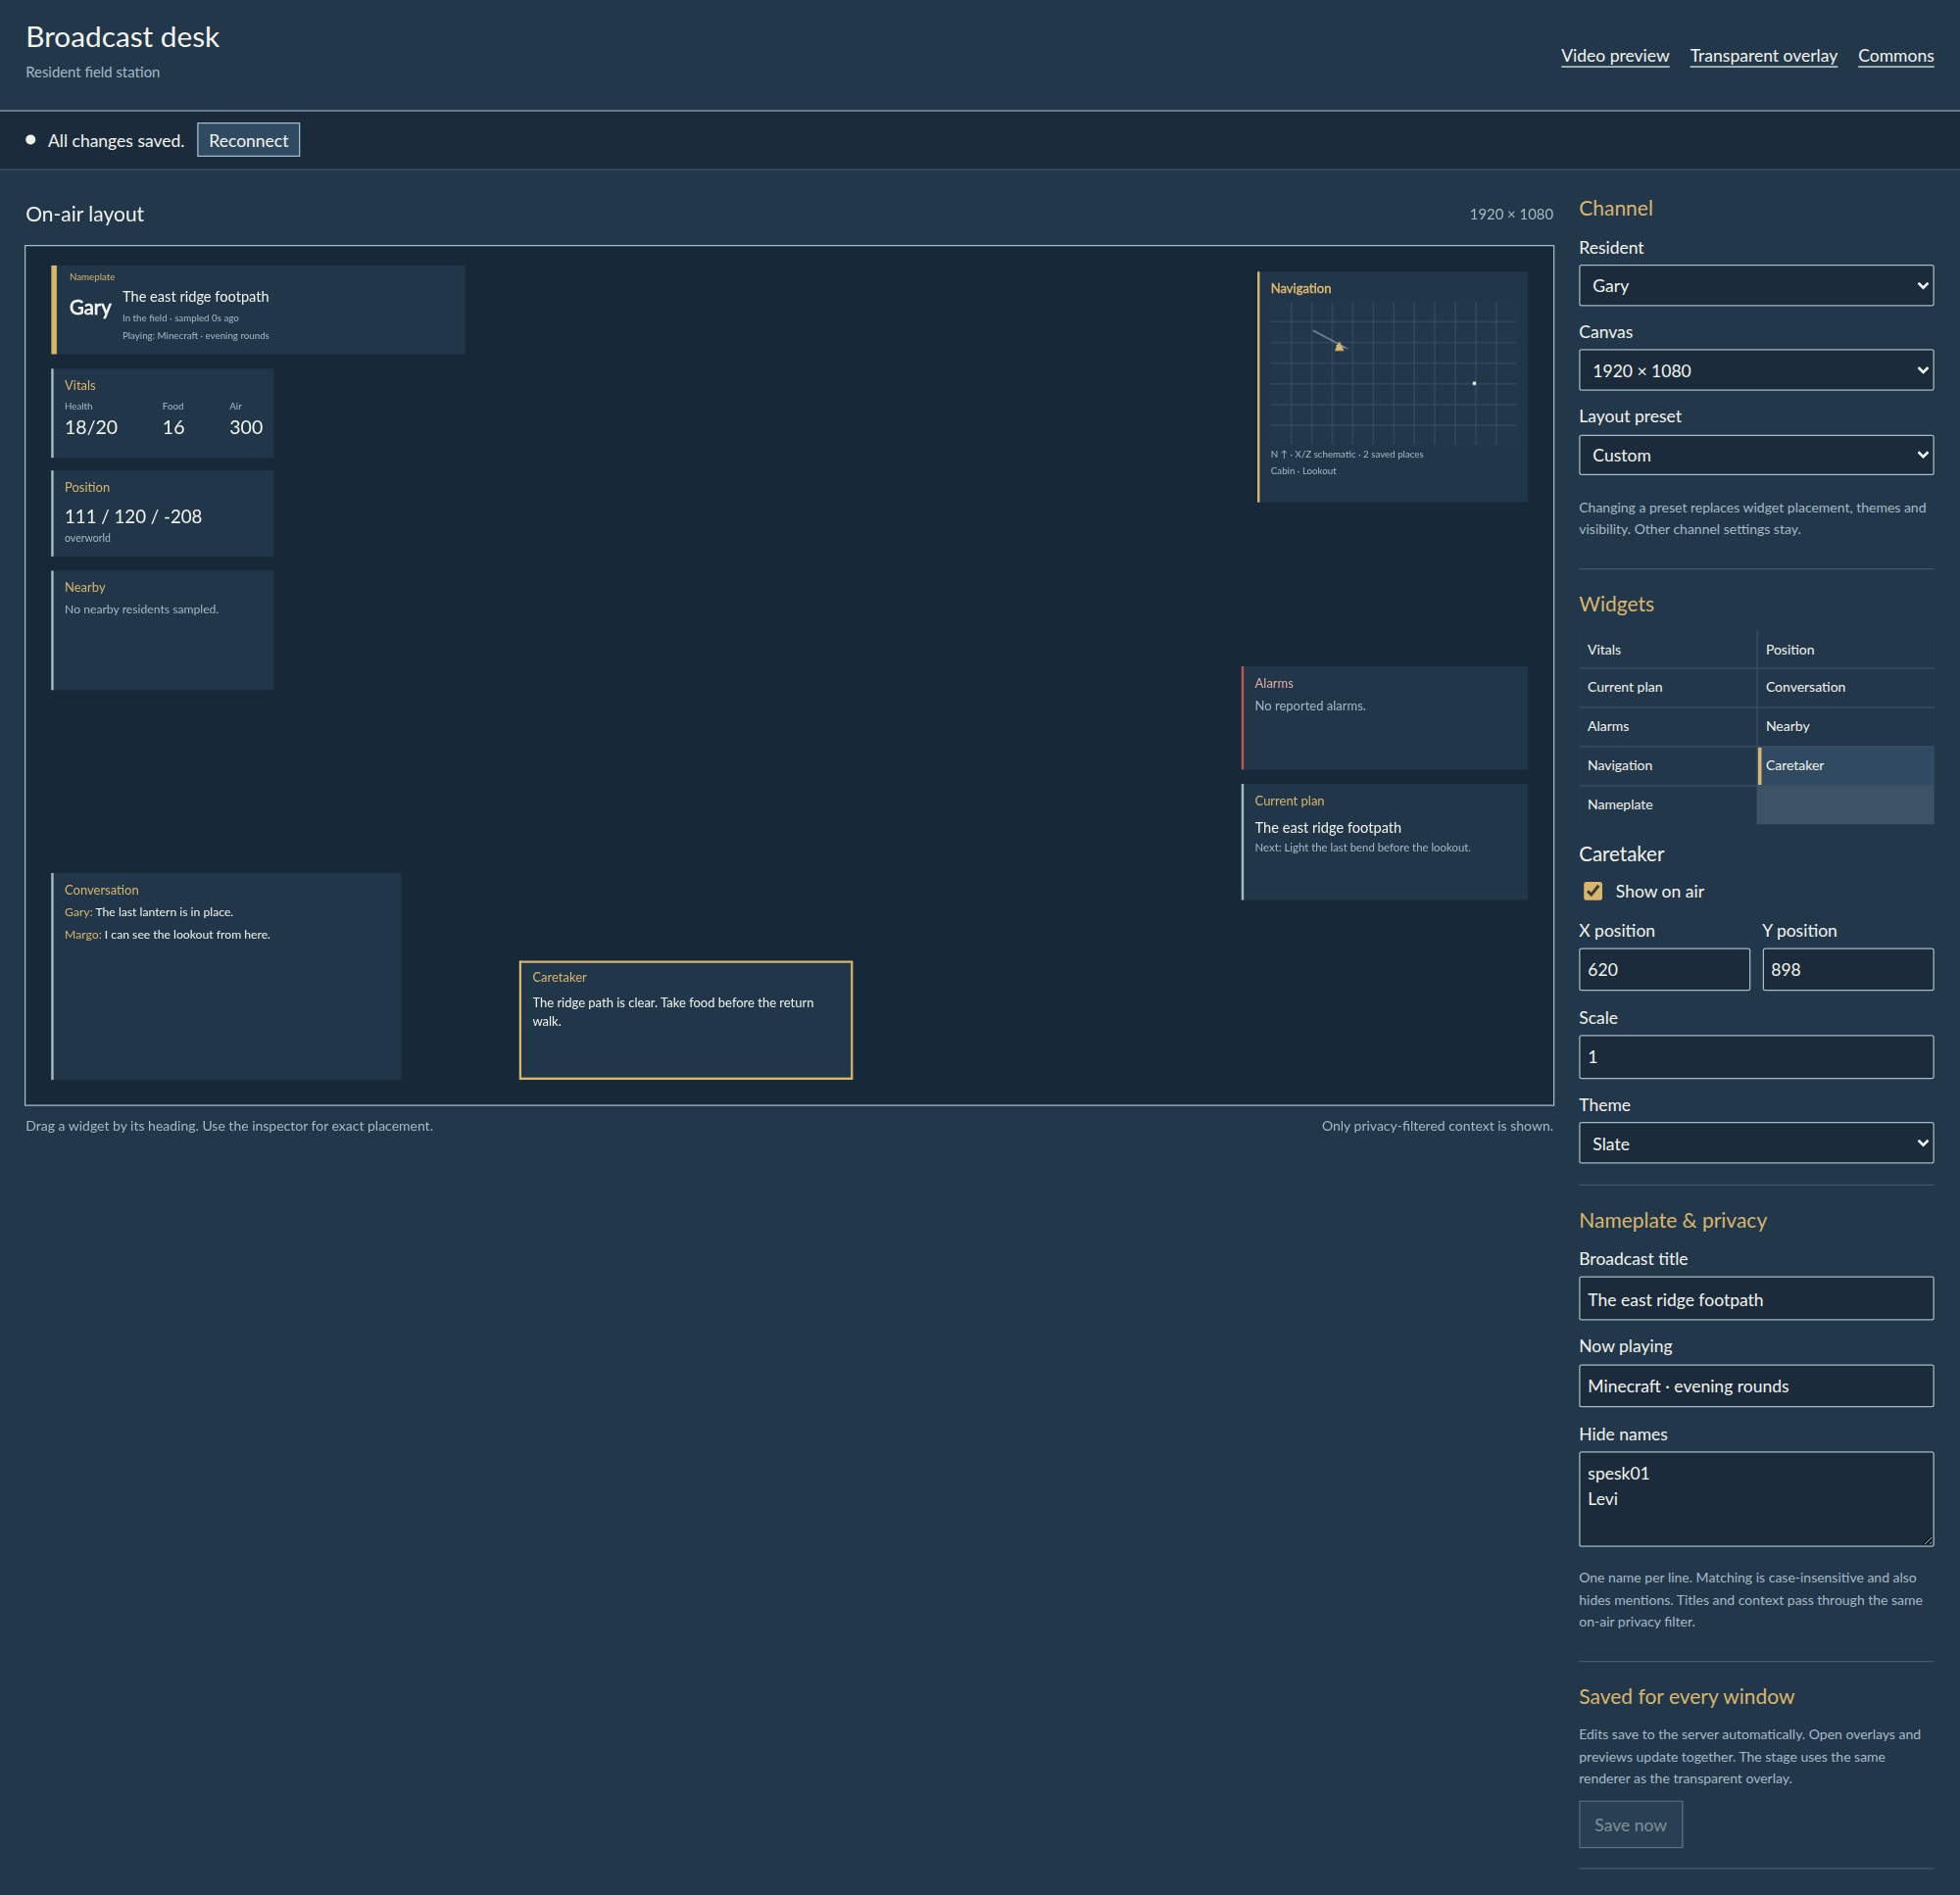 Broadcast desk
Resident field station
Video preview Transparent overlay Commons
All changes saved. Reconnect
On-air layout
1920 × 1080
Nameplate
Gary
The east ridge footpath
In the field · sampled 0s ago
Playing: Minecraft · evening rounds
Vitals
Health Food Air
18/20 16 300
Position
111 / 120 / -208
overworld
Nearby
No nearby residents sampled.
Navigation
N ↑ · X/Z schematic · 2 saved places
Cabin · Lookout
Alarms
No reported alarms.
Current plan
The east ridge footpath
Next: Light the last bend before the lookout.
Conversation
Gary: The last lantern is in place.
Margo: I can see the lookout from here.
Caretaker
The ridge path is clear. Take food before the return
walk.
Drag a widget by its heading. Use the inspector for exact placement.
Only privacy-filtered context is shown.
Channel
Resident
Gary
Canvas
1920 × 1080
Layout preset
Custom
Changing a preset replaces widget placement, themes and
visibility. Other channel settings stay.
Widgets
Vitals Position
Current plan Conversation
Alarms Nearby
Navigation Caretaker
Nameplate
Caretaker
Show on air
X position Y position
620 898
Scale
1
Theme
Slate
Nameplate & privacy
Broadcast title
The east ridge footpath
Now playing
Minecraft · evening rounds
Hide names
spesk01
Levi
One name per line. Matching is case-insensitive and also
hides mentions. Titles and context pass through the same
on-air privacy filter.
Saved for every window
Edits save to the server automatically. Open overlays and
previews update together. The stage uses the same
renderer as the transparent overlay.
Save now